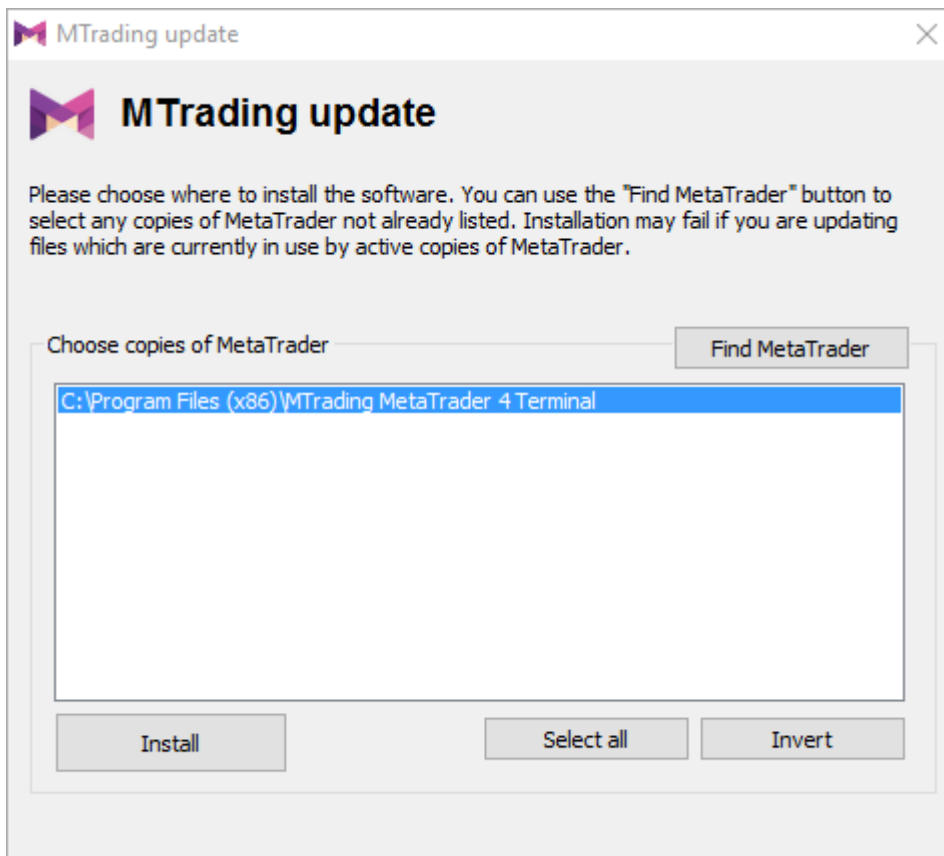 MTrading update
MTrading update
Please choose where to install the software. You can use the "Find MetaTrader" button to
select any copies of MetaTrader not already listed. Installation may fail if you are updating
files which are currently in use by active copies of MetaTrader.
Choose copies of MetaTrader
Find MetaTrader
C:\Program Files (x86)\MTrading MetaTrader 4 Terminal
Install
Select all
Invert